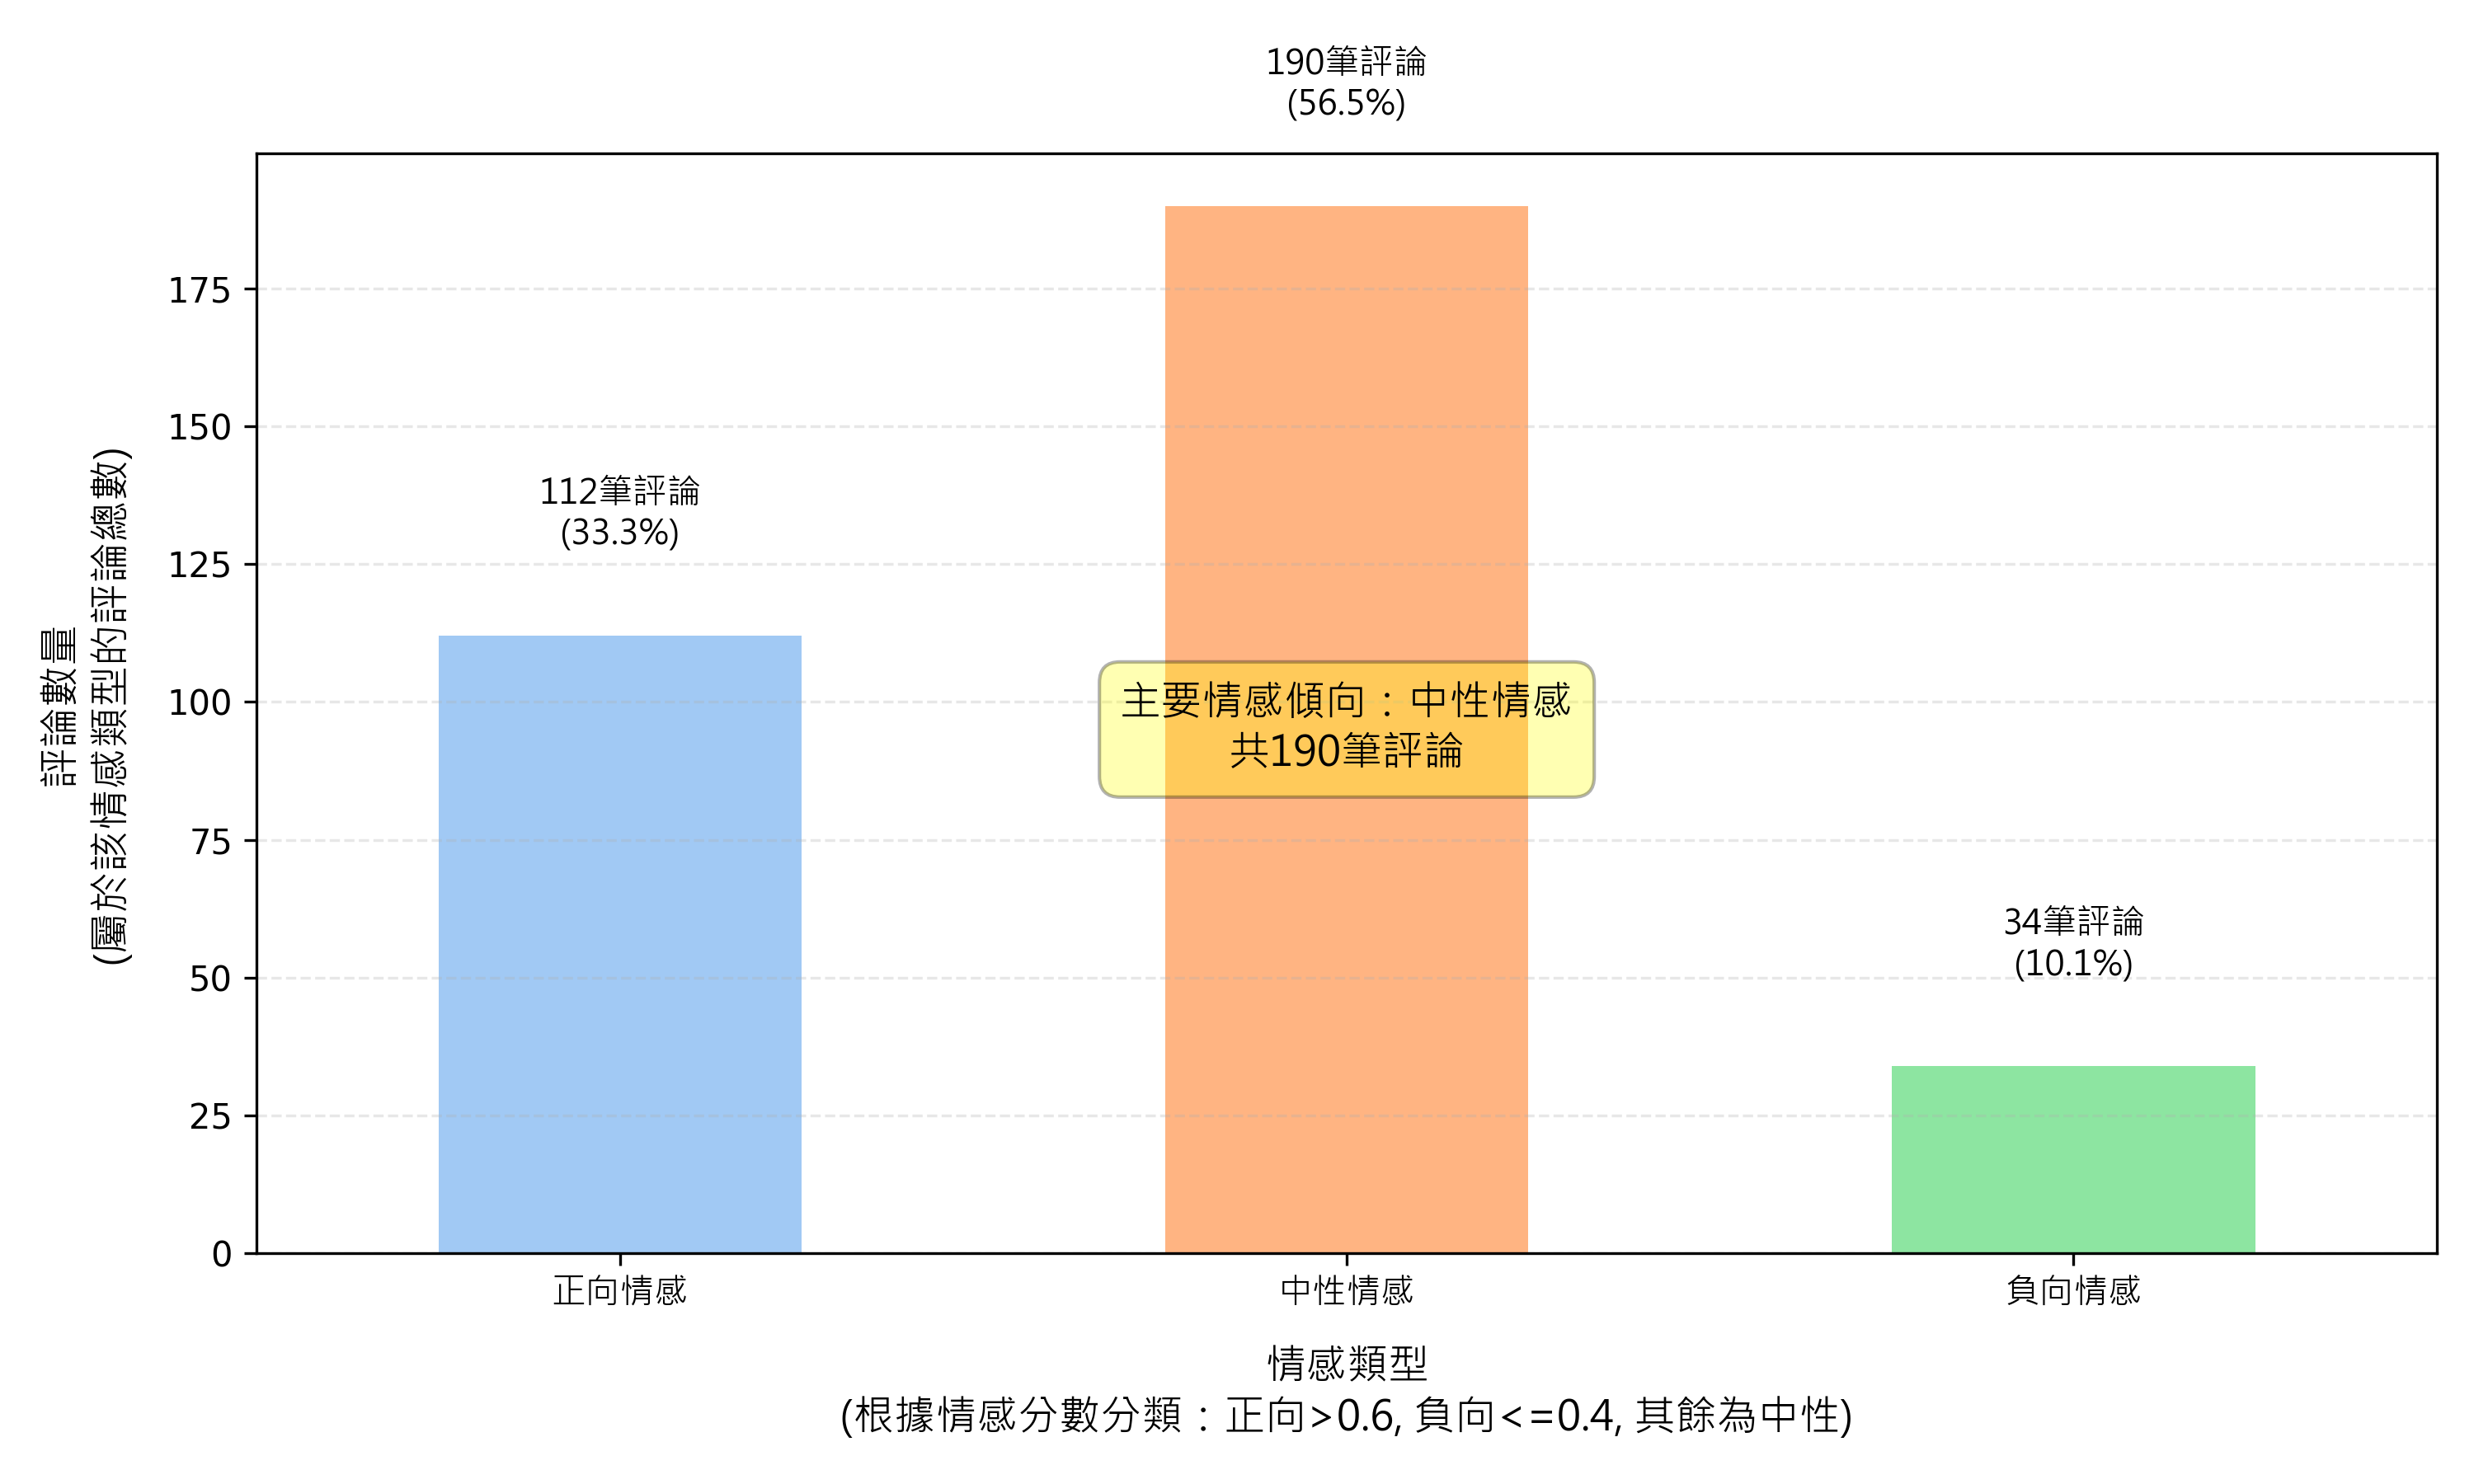 190筆評論
(56.5%)
175
150
125
100
75
50
25
0
評論數量
(屬於該情感類型的評論總數)
112筆評論
(33.3%)
主要情感傾向：中性情感
共190筆評論
34筆評論
(10.1%)
正向情感
中性情感
負向情感
情感類型
(根據情感分數分類：正向>0.6, 負向<=0.4, 其餘為中性)